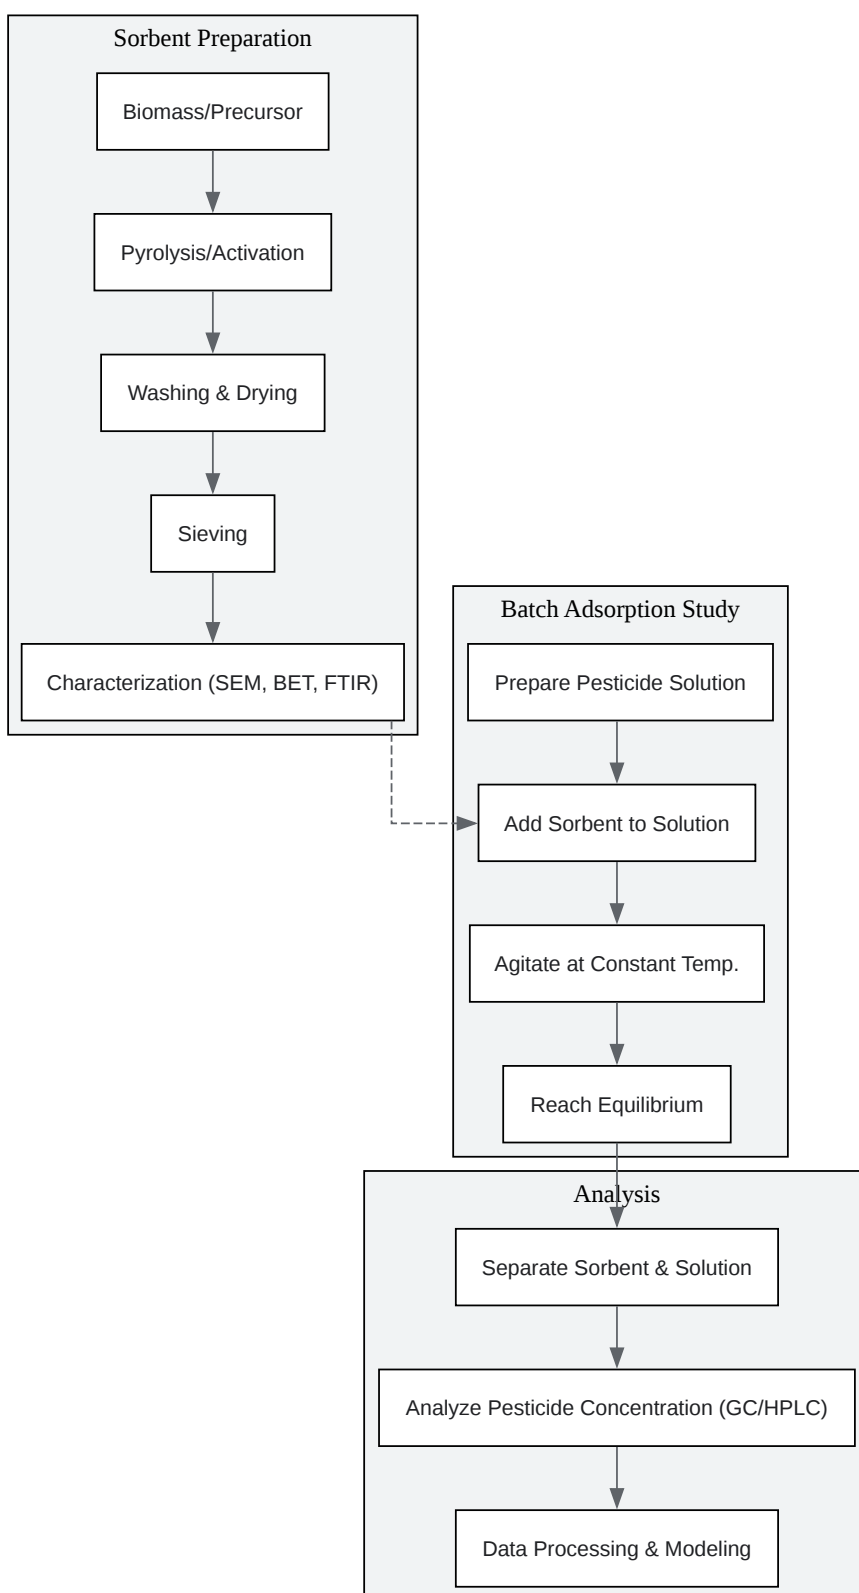 Sorbent Preparation
Biomass/Precursor
Pyrolysis/Activation
Washing & Drying
Sieving
Characterization (SEM, BET, FTIR)
Batch Adsorption Study
Prepare Pesticide Solution
Add Sorbent to Solution
Agitate at Constant Temp.
Reach Equilibrium
Analysis
Separate Sorbent & Solution
Analyze Pesticide Concentration (GC/HPLC)
Data Processing & Modeling